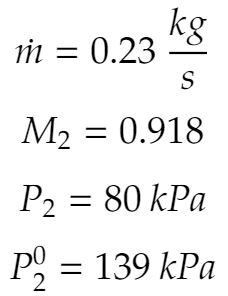 ṁ = 0.23 kg/s
M₂ = 0.918
P₂ = 80 kPa
P₂⁰ = 139 kPa